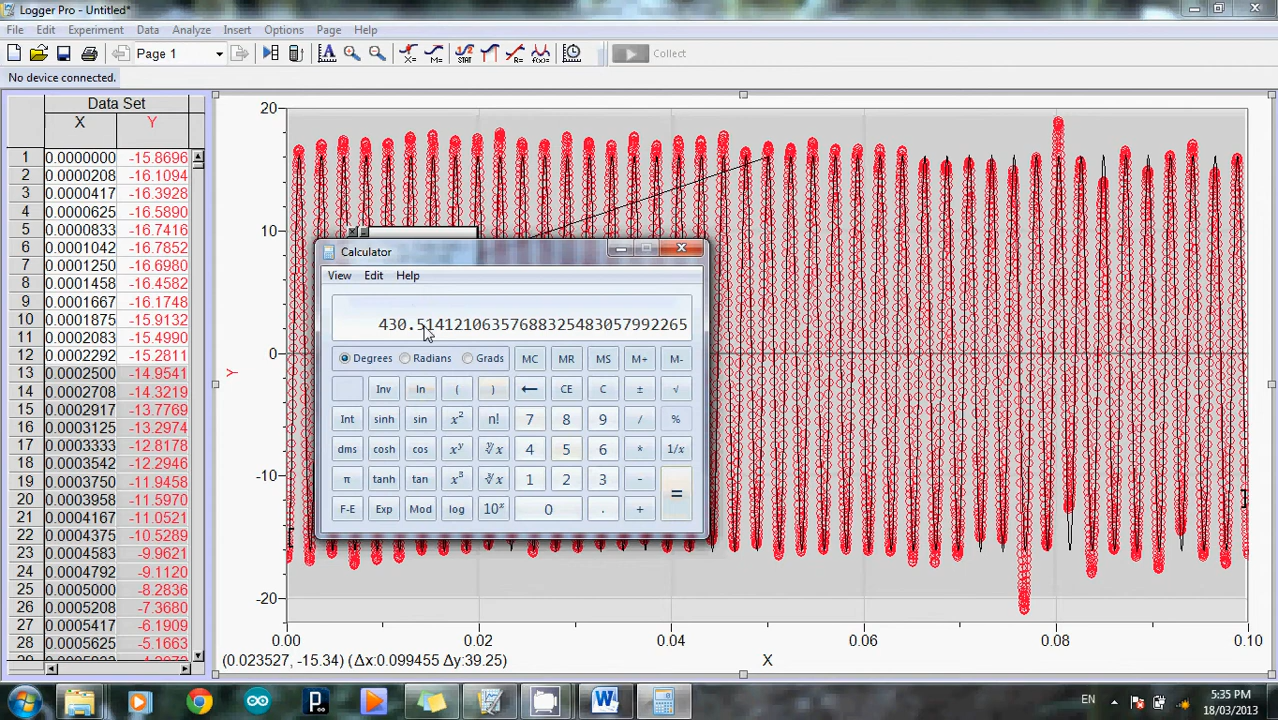 Logger Pro - Untitled*
File Edit Experiment Data Analyze Insert Options Page Help
Page 1 Collect
No device connected.
Data Set
X Y
1 0.0000000 -15.8696
2 0.0000208 -16.1094
3 0.0000417 -16.3928
4 0.0000625 -16.5890
5 0.0000833 -16.7416
6 0.0001042 -16.7852
7 0.0001250 -16.6980
8 0.0001458 -16.4582
9 0.0001667 -16.1748
10 0.0001875 -15.9132
11 0.0002083 -15.4990
12 0.0002292 -15.2811
13 0.0002500 -14.9541
14 0.0002708 -14.3219
15 0.0002917 -13.7769
16 0.0003125 -13.2974
17 0.0003333 -12.8178
18 0.0003542 -12.2946
19 0.0003750 -11.9458
20 0.0003958 -11.5970
21 0.0004167 -11.0521
22 0.0004375 -10.5289
23 0.0004583 -9.9621
24 0.0004792 -9.1120
25 0.0005000 -8.2836
26 0.0005208 -7.3680
27 0.0005417 -6.1909
28 0.0005625 -5.1663
20
10
0
-10
-20
Y
0.00 0.02 0.04 0.06 0.08 0.10
(0.023527, -15.34) (Δx:0.099455 Δy:39.25)
X
Calculator
View Edit Help
430.51412106357688325483057992265
Degrees Radians Grads MC MR MS M+ M-
Inv ln ( ) ← CE C ± √
Int sinh sin x² n! 7 8 9 / %
dms cosh cos xʸ ʸ√x 4 5 6 * 1/x
π tanh tan x³ ³√x 1 2 3 - =
F-E Exp Mod log 10ˣ 0 . +
EN
5:35 PM
18/03/2013